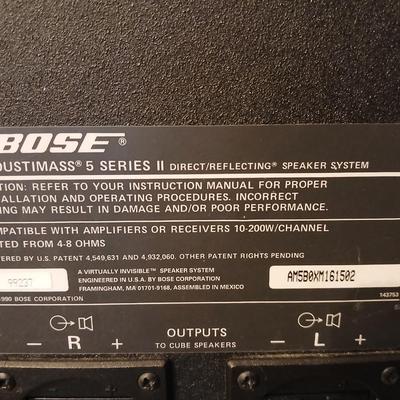 BOSE®
OUSTIMASS® 5 SERIES II DIRECT/REFLECTING® SPEAKER SYSTEM
TION: REFER TO YOUR INSTRUCTION MANUAL FOR PROPER
TALLATION AND OPERATING PROCEDURES. INCORRECT
ING MAY RESULT IN DAMAGE AND/OR POOR PERFORMANCE.
MPATIBLE WITH AMPLIFIERS OR RECEIVERS 10-200W/CHANNEL
TED FROM 4-8 OHMS
VERED BY U.S. PATENT 4,549,631 AND 4,932,060. OTHER PATENT RIGHTS PENDING
99237
A VIRTUALLY INVISIBLE™ SPEAKER SYSTEM
ENGINEERED IN U.S.A. BY BOSE CORPORATION
FRAMINGHAM, MA 01701-9168, ASSEMBLED IN MEXICO
AM5B0XM161502
1990 BOSE CORPORATION
143753
- R +
OUTPUTS
TO CUBE SPEAKERS
- L +